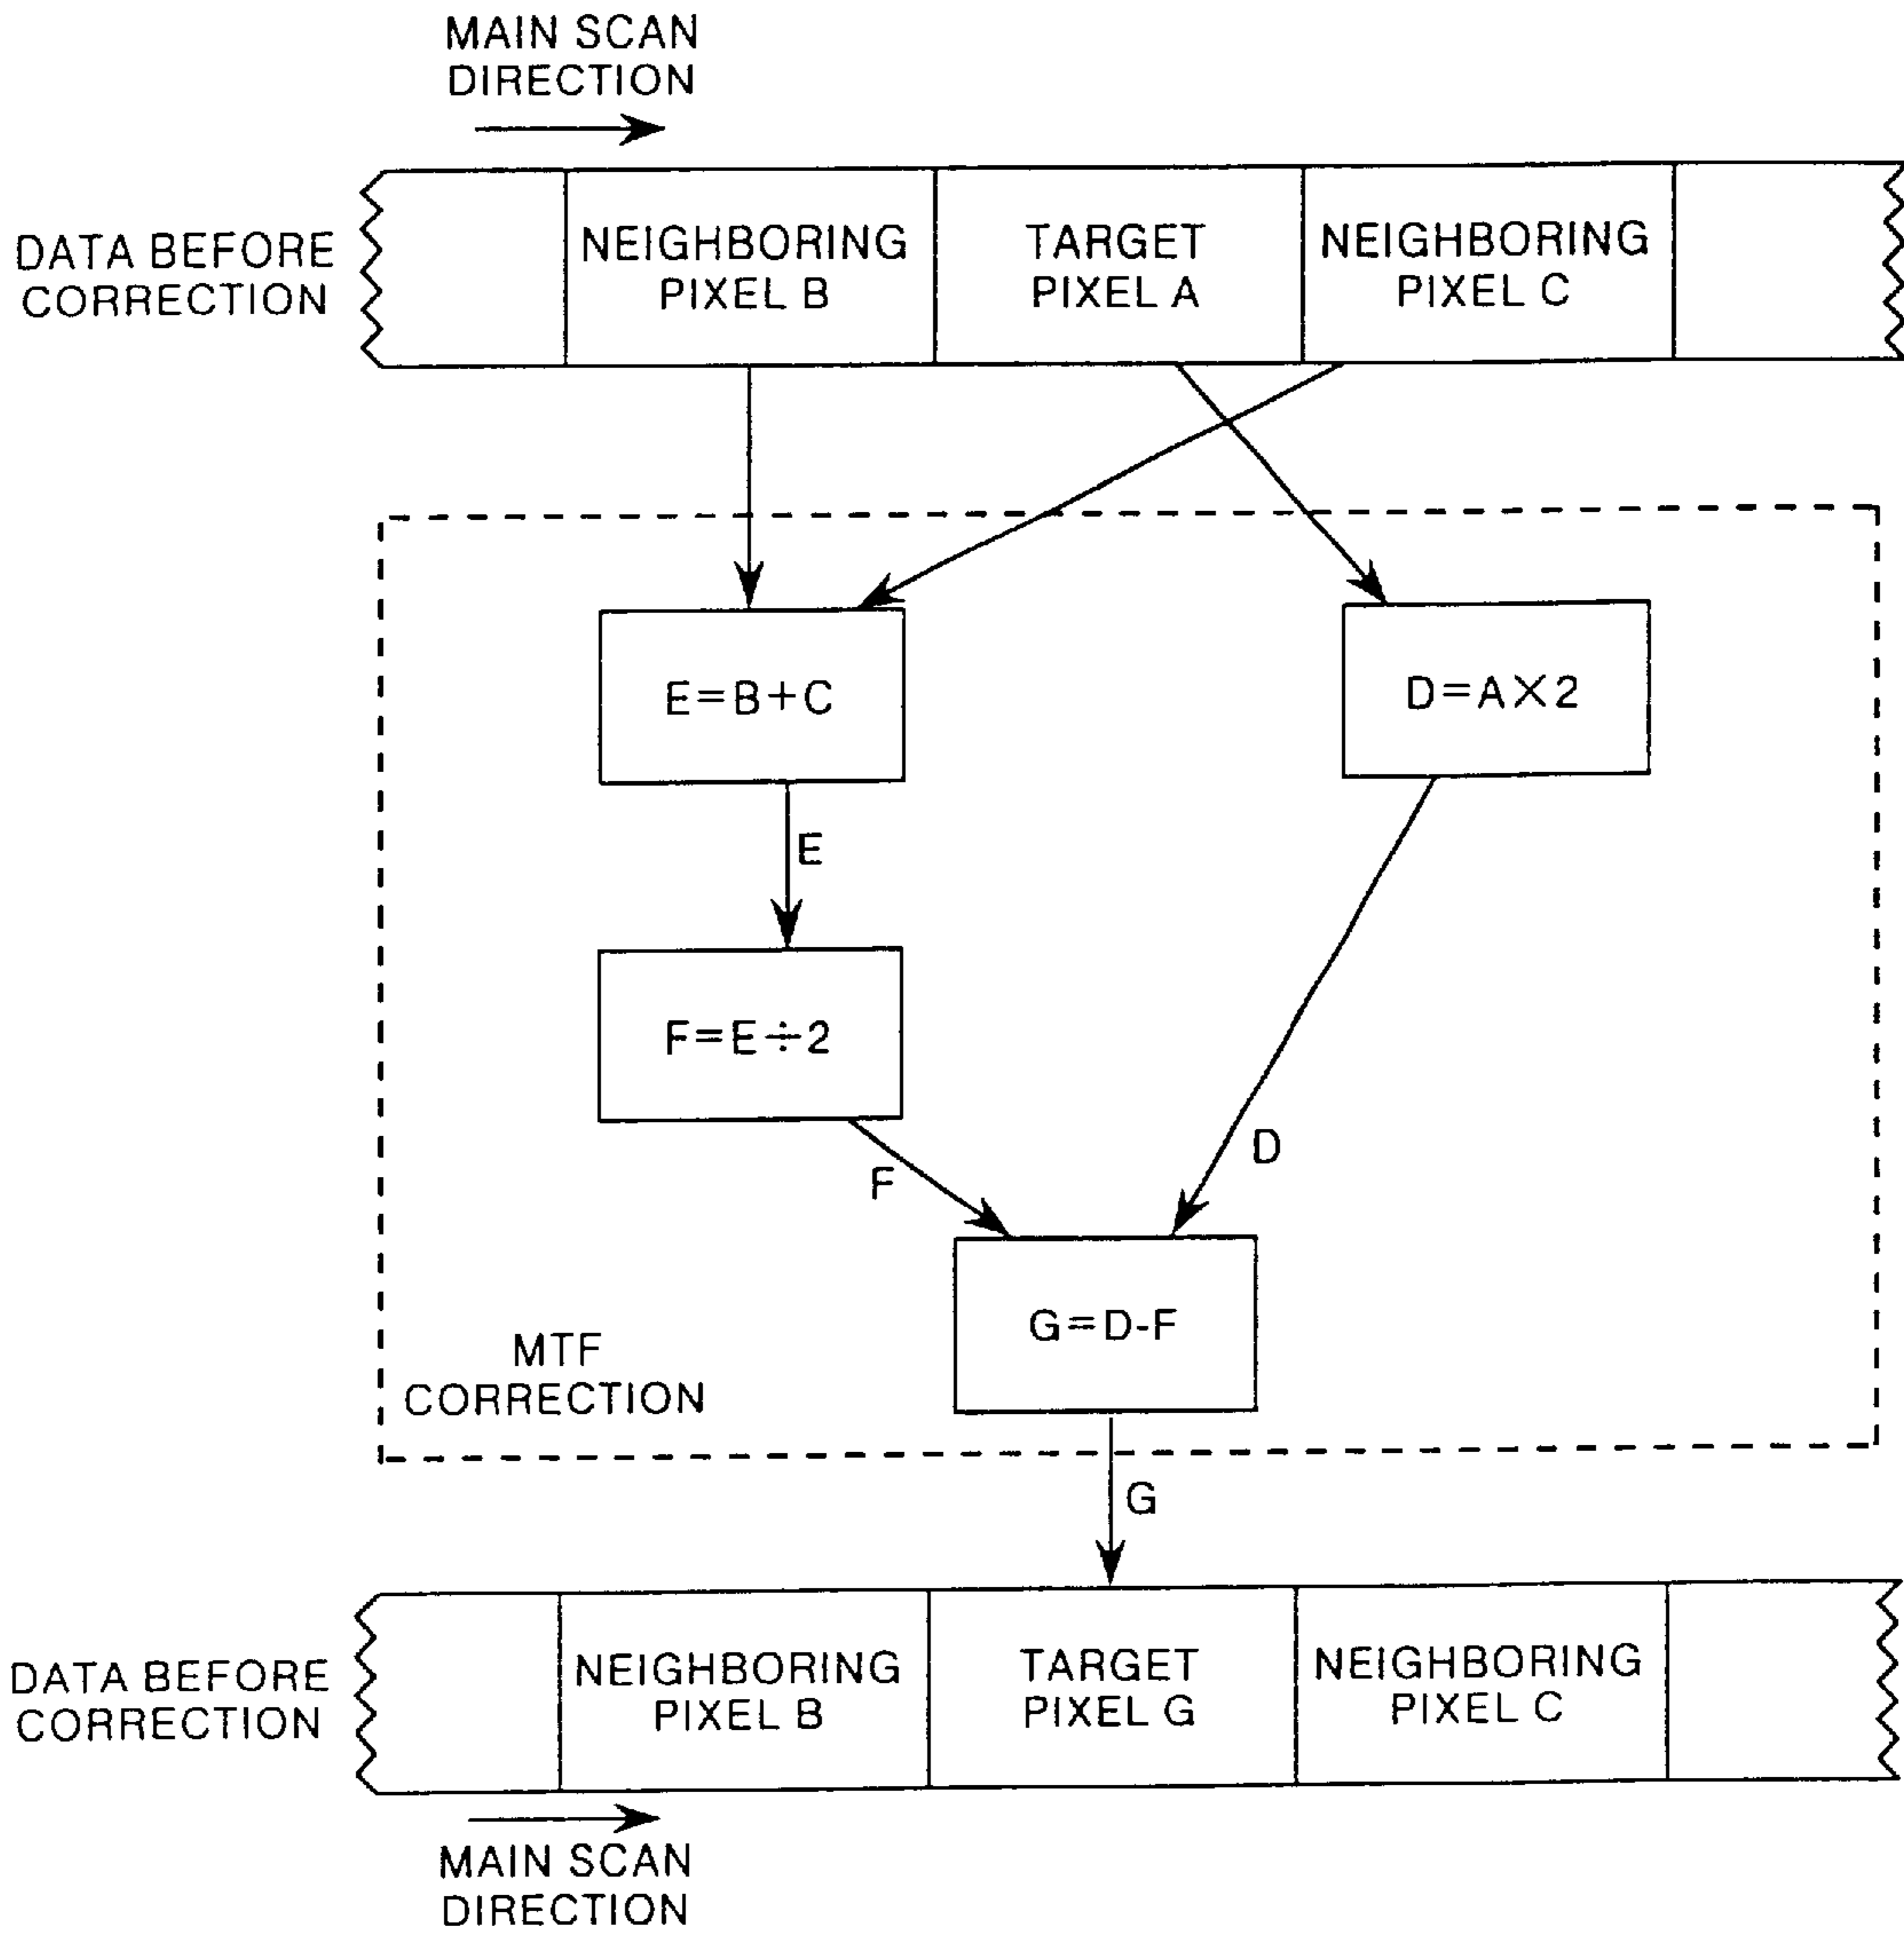 MAIN SCAN
DIRECTION
DATA BEFORE
CORRECTION
NEIGHBORING
PIXEL B
TARGET
PIXEL A
NEIGHBORING
PIXEL C
E=B+C
D=A×2
E
F=E÷2
F
D
G=D-F
MTF
CORRECTION
G
DATA BEFORE
CORRECTION
NEIGHBORING
PIXEL B
TARGET
PIXEL G
NEIGHBORING
PIXEL C
MAIN SCAN
DIRECTION